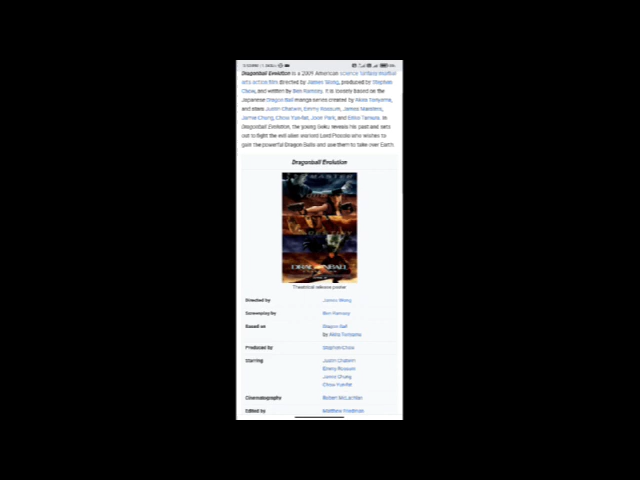 Dragonball Evolution is a 2009 American science fantasy martial
arts action film directed by James Wong, produced by Stephen
Chow, and written by Ben Ramsey. It is loosely based on the
Japanese Dragon Ball manga series created by Akira Toriyama,
and stars Justin Chatwin, Emmy Rossum, James Marsters,
Jamie Chung, Chow Yun-fat, Joon Park, and Eriko Tamura. In
Dragonball Evolution, the young Goku reveals his past and sets
out to fight the evil alien warlord Lord Piccolo who wishes to
gain the powerful Dragon Balls and use them to take over Earth.
Dragonball Evolution
DRAGONBALL
Theatrical release poster
Directed by James Wong
Screenplay by Ben Ramsey
Based on Dragon Ball
by Akira Toriyama
Produced by Stephen Chow
Starring Justin Chatwin
Emmy Rossum
Jamie Chung
Chow Yun-fat
Cinematography Robert McLachlan
Edited by Matthew Friedman